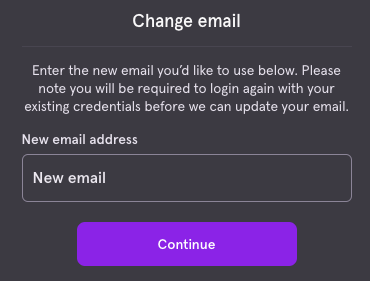 Change email
Enter the new email you’d like to use below. Please
note you will be required to login again with your
existing credentials before we can update your email.
New email address
New email
Continue